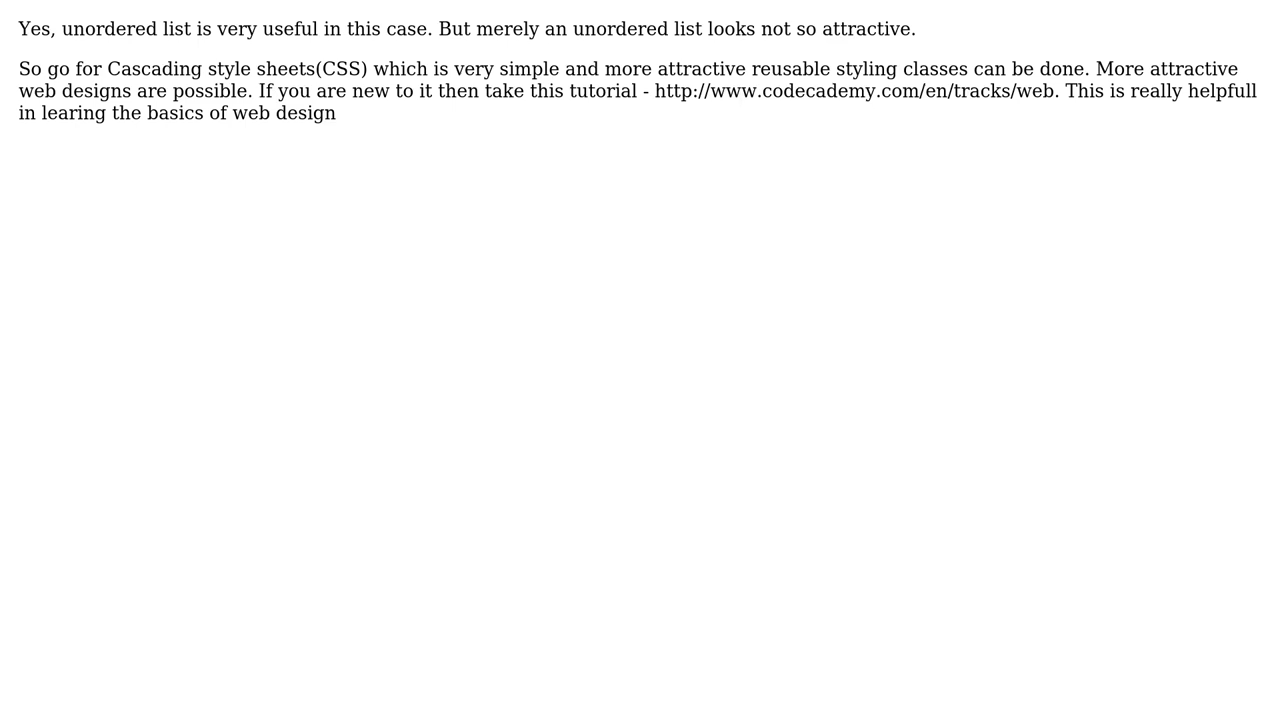 Yes, unordered list is very useful in this case. But merely an unordered list looks not so attractive.
So go for Cascading style sheets(CSS) which is very simple and more attractive reusable styling classes can be done. More attractive
web designs are possible. If you are new to it then take this tutorial - http://www.codecademy.com/en/tracks/web. This is really helpfull
in learing the basics of web design